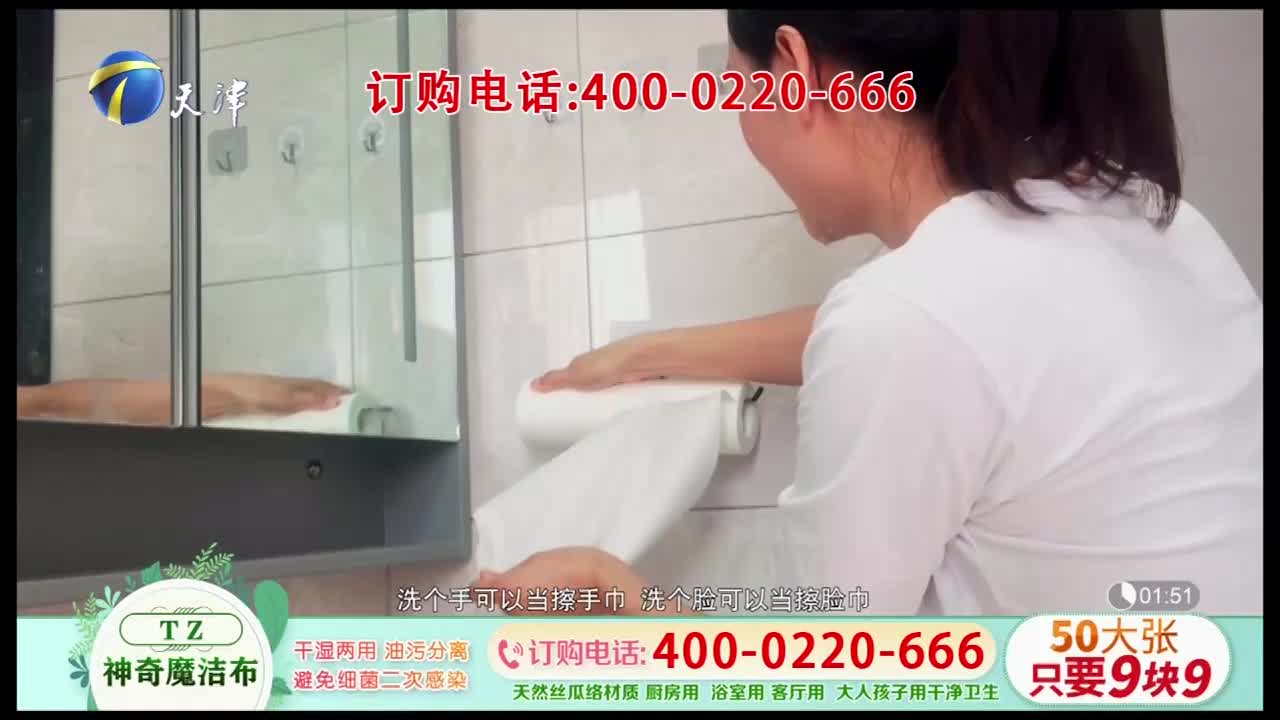 天津
订购电话:400-0220-666
洗个手可以当擦手巾 洗个脸可以当擦脸巾
01:51
TZ
神奇魔洁布
干湿两用 油污分离
避免细菌二次感染
订购电话:400-0220-666
天然丝瓜络材质 厨房用 浴室用 客厅用 大人孩子用干净卫生
50大张
只要9块9